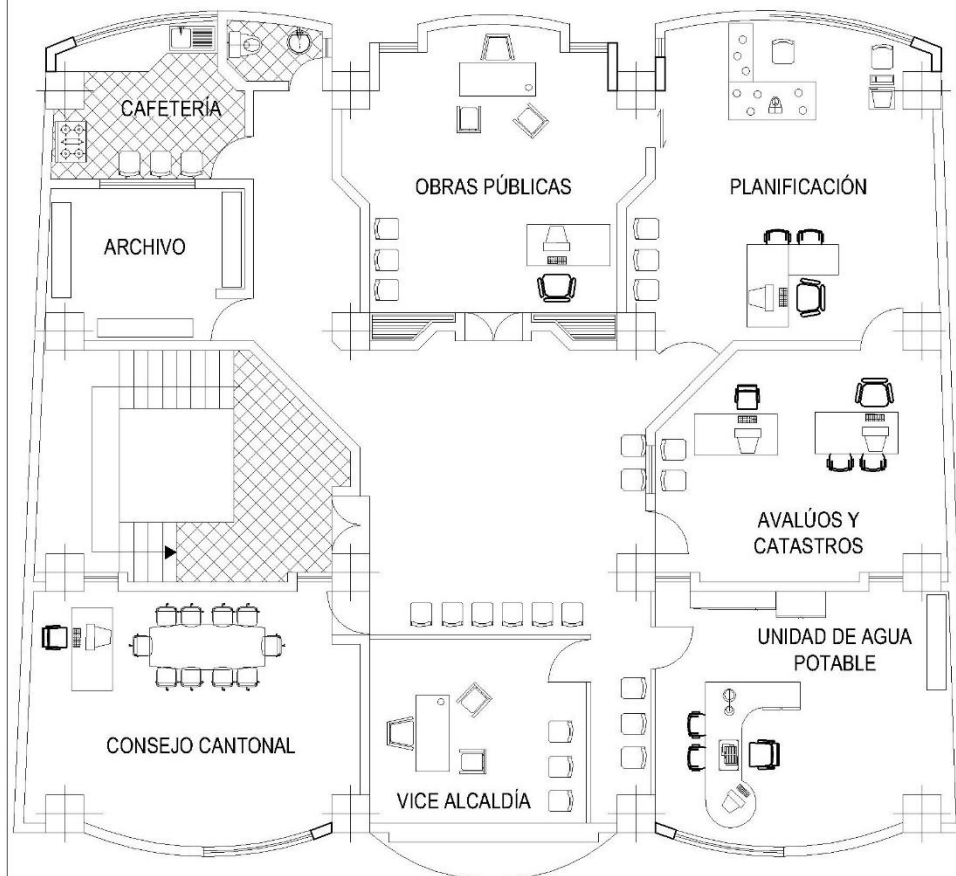 CAFETERÍA
OBRAS PÚBLICAS
PLANIFICACIÓN
ARCHIVO
AVALÚOS Y
CATASTROS
UNIDAD DE AGUA
POTABLE
CONSEJO CANTONAL
VICE ALCALDÍA